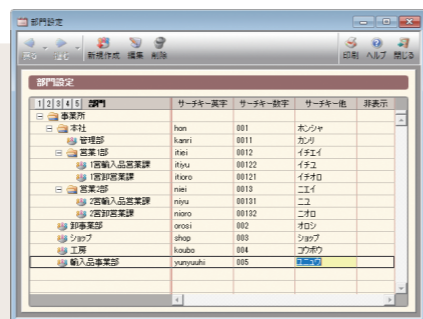 部門設定
戻る 進む 新規作成 編集 削除 印刷 ヘルプ 閉じる
部門設定
1 2 3 4 5 部門 サーチキー英字 サーチキー数字 サーチキー他 非表示
事業所
本社 hon 001 ホンシャ
管理部 kanri 0011 カンリ
営業1部 itiei 0012 イチエイ
1営輸入品営業課 itiyu 00122 イチユ
1営卸営業課 itioro 00121 イチオロ
営業2部 niei 0013 ニエイ
2営輸入品営業課 niyu 00131 ニユ
2営卸営業課 nioro 00132 ニオロ
卸事業部 orosi 002 オロシ
ショップ shop 003 ショップ
工房 koubo 004 コウボウ
輸入品事業部 yunyuuhi 005 ユニュウ